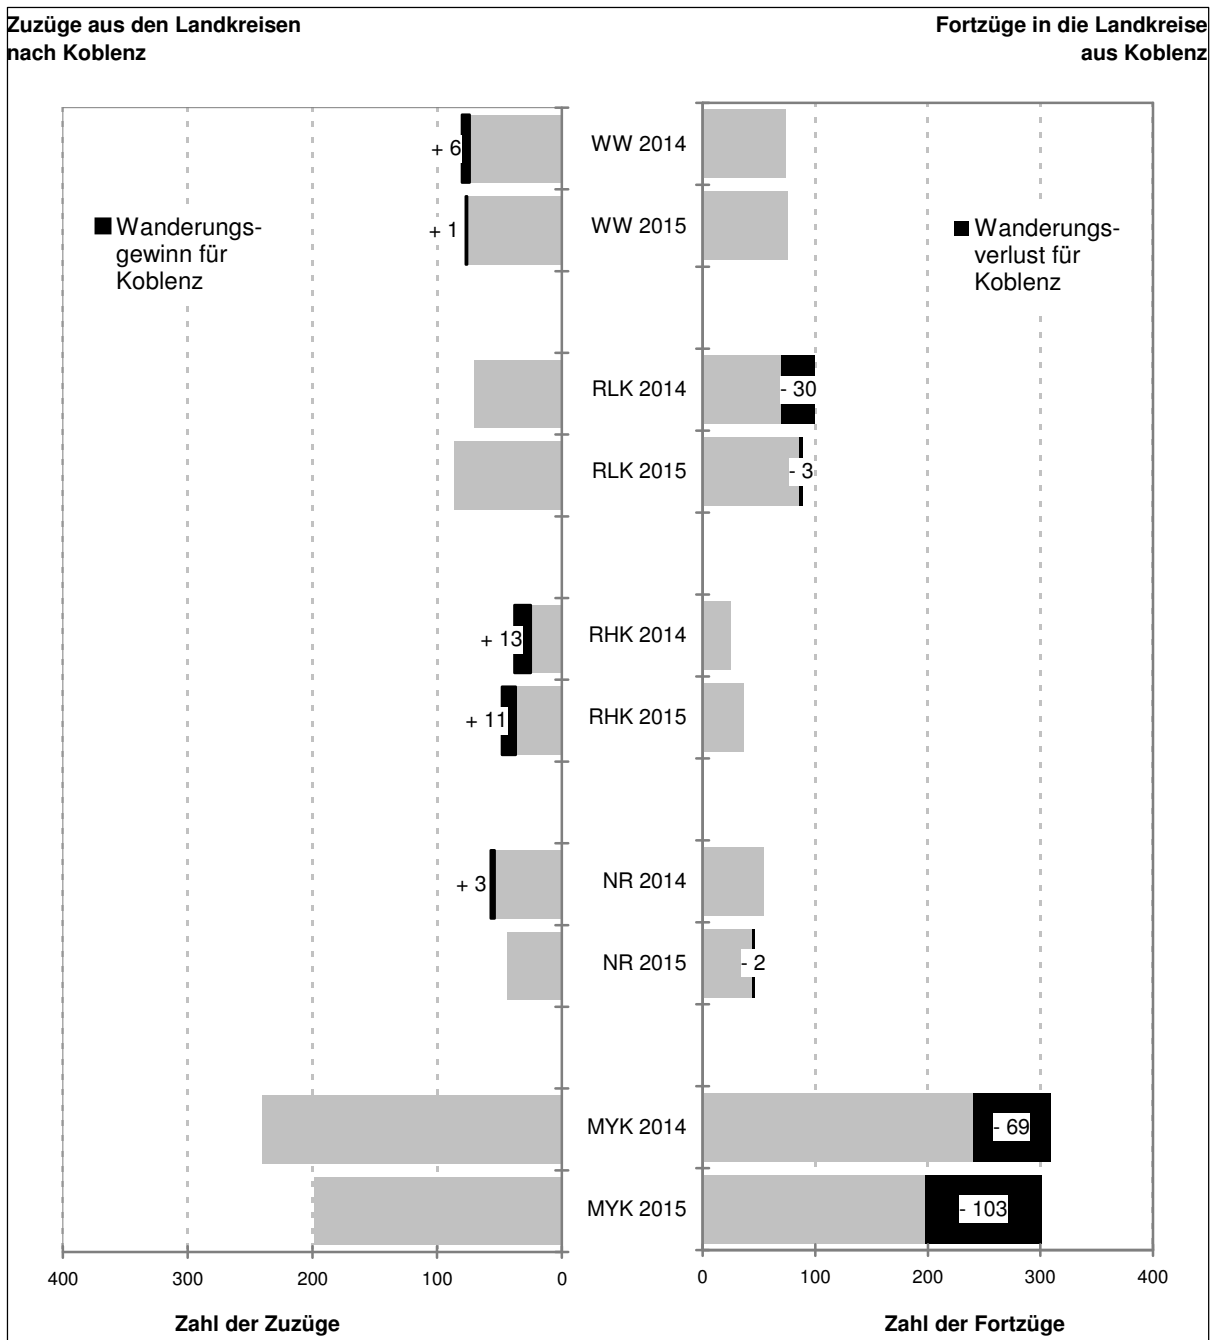 Zuzüge aus den Landkreisen
nach Koblenz
Fortzüge in die Landkreise
aus Koblenz
+ 6
WW 2014
+ 1
WW 2015
Wanderungs-
gewinn für
Koblenz
Wanderungs-
verlust für
Koblenz
RLK 2014
- 30
RLK 2015
- 3
+ 13
RHK 2014
+ 11
RHK 2015
+ 3
NR 2014
NR 2015
- 2
MYK 2014
- 69
MYK 2015
- 103
400 300 200 100 0
0 100 200 300 400
Zahl der Zuzüge
Zahl der Fortzüge